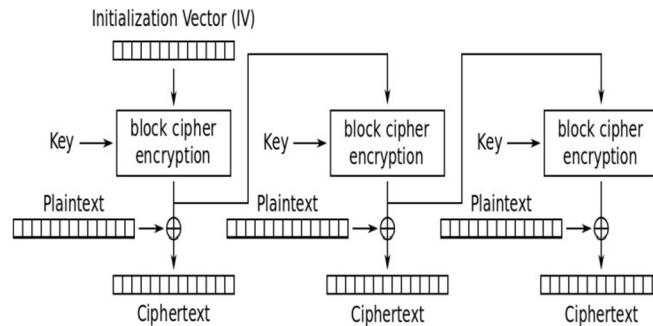 Initialization Vector (IV)
Key
block cipher
encryption
Key
block cipher
encryption
Key
block cipher
encryption
Plaintext
Plaintext
Plaintext
Ciphertext
Ciphertext
Ciphertext